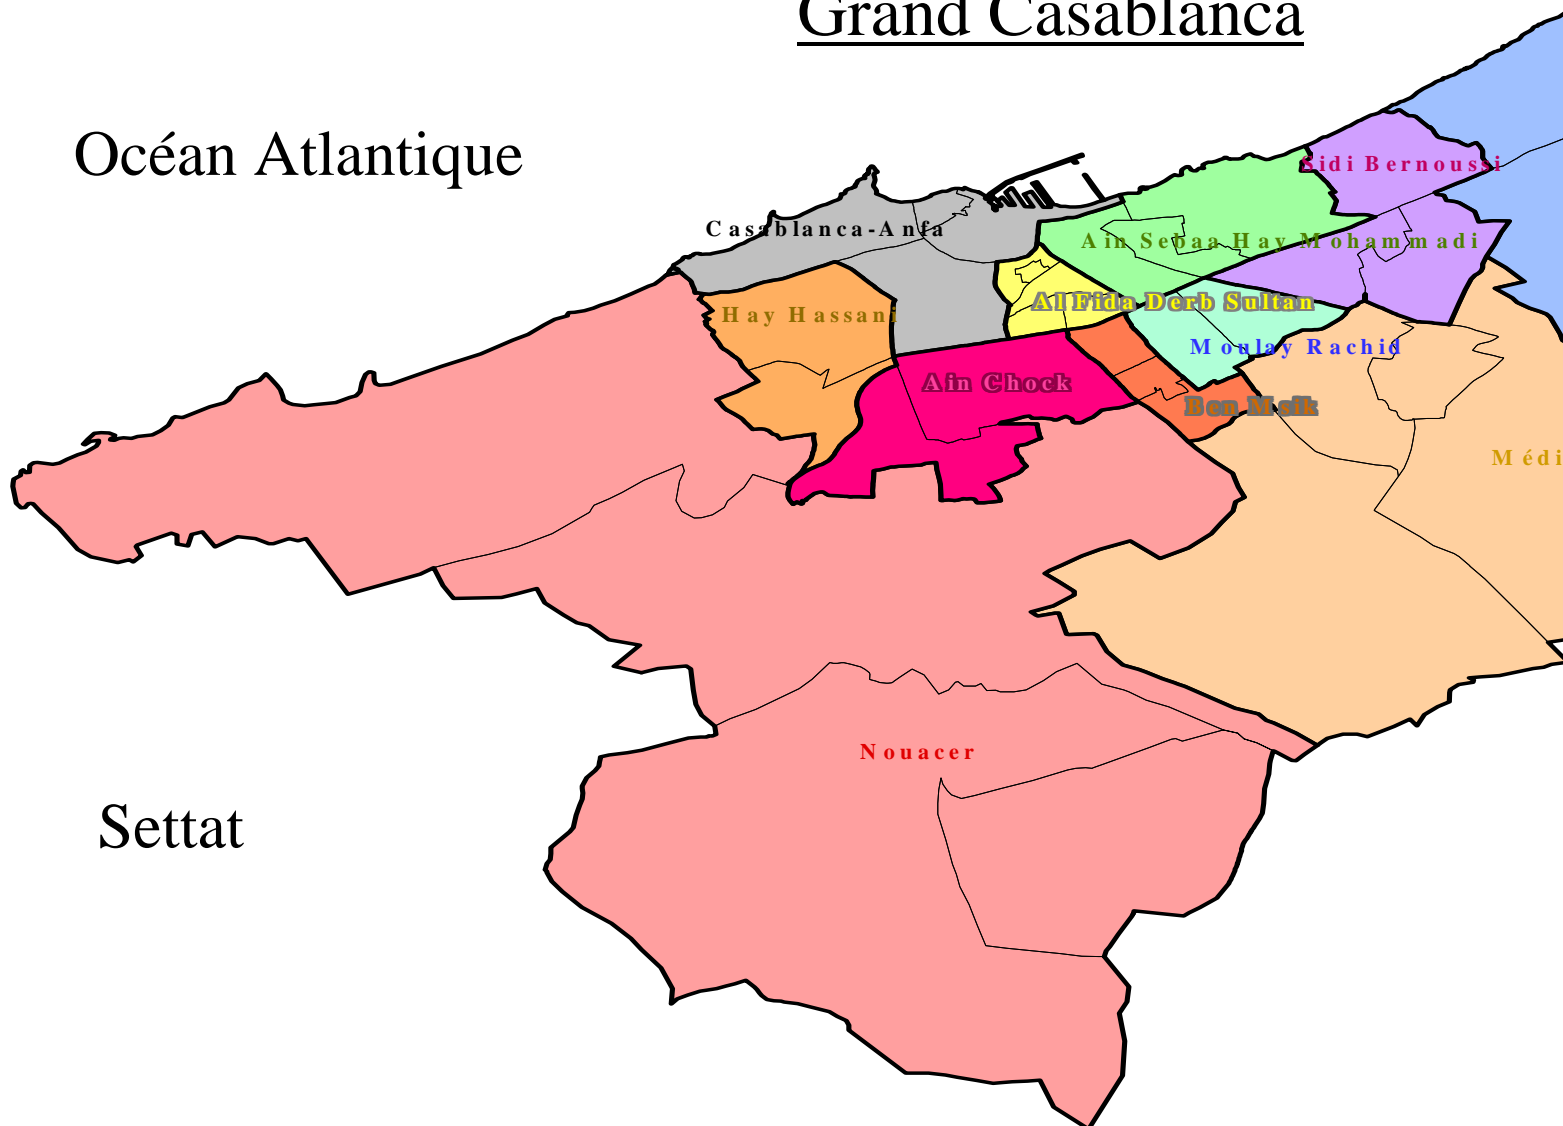 Grand Casablanca
Océan Atlantique
Sidi Bernoussi
Casablanca-Anfa
Ain Sebaa Hay Mohammadi
Al Fida Derb Sultan
Hay Hassani
Moulay Rachid
Ain Chock
Ben Msik
Médi
Nouacer
Settat